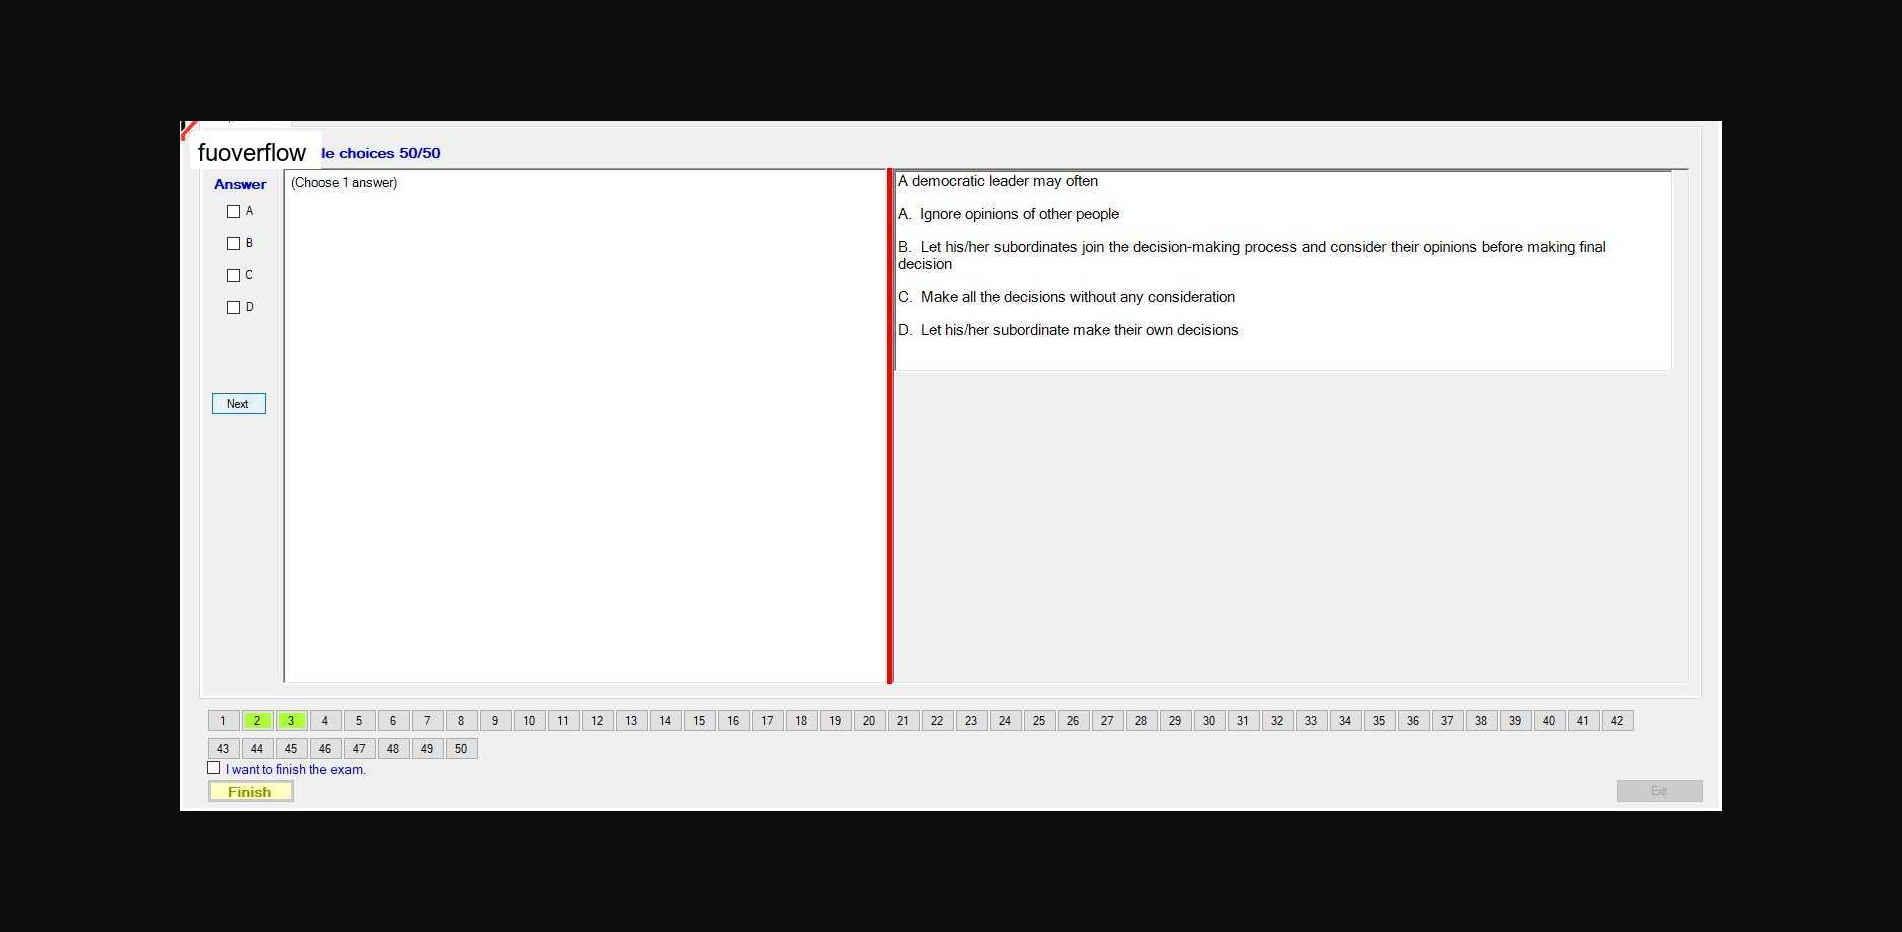 fuoverflow
le choices 50/50
Answer
(Choose 1 answer)
A
B
C
D
Next
A democratic leader may often
A. Ignore opinions of other people
B. Let his/her subordinates join the decision-making process and consider their opinions before making final
decision
C. Make all the decisions without any consideration
D. Let his/her subordinate make their own decisions
1 2 3 4 5 6 7 8 9 10 11 12 13 14 15 16 17 18 19 20 21 22 23 24 25 26 27 28 29 30 31 32 33 34 35 36 37 38 39 40 41 42
43 44 45 46 47 48 49 50
I want to finish the exam.
Finish
Exit